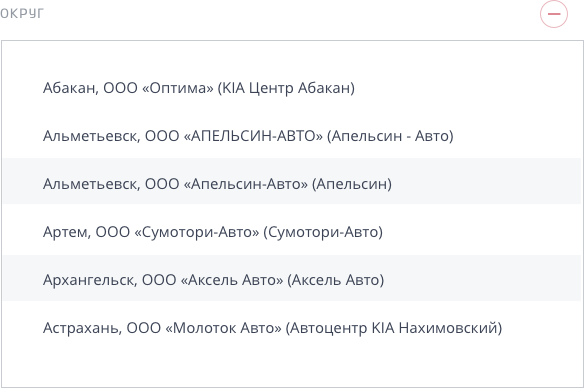 ОКРУГ
Абакан, ООО «Оптима» (KIA Центр Абакан)
Альметьевск, ООО «АПЕЛЬСИН-АВТО» (Апельсин - Авто)
Альметьевск, ООО «Апельсин-Авто» (Апельсин)
Артем, ООО «Сумотори-Авто» (Сумотори-Авто)
Архангельск, ООО «Аксель Авто» (Аксель Авто)
Астрахань, ООО «Молоток Авто» (Автоцентр KIA Нахимовский)